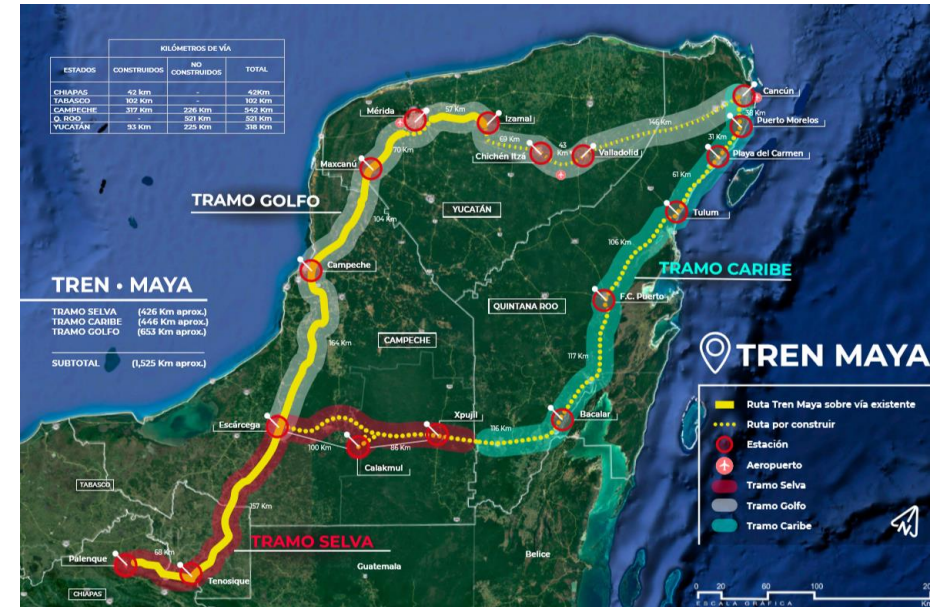 KILÓMETROS DE VÍA
ESTADOS CONSTRUIDOS NO CONSTRUIDOS TOTAL
CHIAPAS 42 km - 42Km
TABASCO 102 Km - 102 Km
CAMPECHE 317 Km 226 Km 542 Km
Q. ROO - 521 Km 521 Km
YUCATÁN 93 Km 225 Km 318 Km
Mérida
57 Km
Izamal
69 Km
Chichén Itzá
43 Km
Valladolid
146 Km
Cancún
38 Km
Puerto Morelos
31 Km
Playa del Carmen
70 Km
Maxcanú
61 Km
TRAMO GOLFO
YUCATÁN
Tulum
104 Km
106 Km
Campeche
TRAMO CARIBE
TREN • MAYA
TRAMO SELVA (426 Km aprox.)
TRAMO CARIBE (446 Km aprox.)
TRAMO GOLFO (653 Km aprox.)
SUBTOTAL (1,525 Km aprox.)
QUINTANA ROO
F.C. Puerto
CAMPECHE
164 Km
117 Km
TREN MAYA
Ruta Tren Maya sobre vía existente
Ruta por construir
Estación
Aeropuerto
Tramo Selva
Tramo Golfo
Tramo Caribe
Escárcega
Xpujil
Bacalar
116 Km
100 Km
86 Km
Calakmul
TABASCO
157 Km
TRAMO SELVA
68 Km
Palenque
Tenosique
CHIAPAS
Guatemala
Belice
0 20 60 100 20
ESCALA GRÁFICA